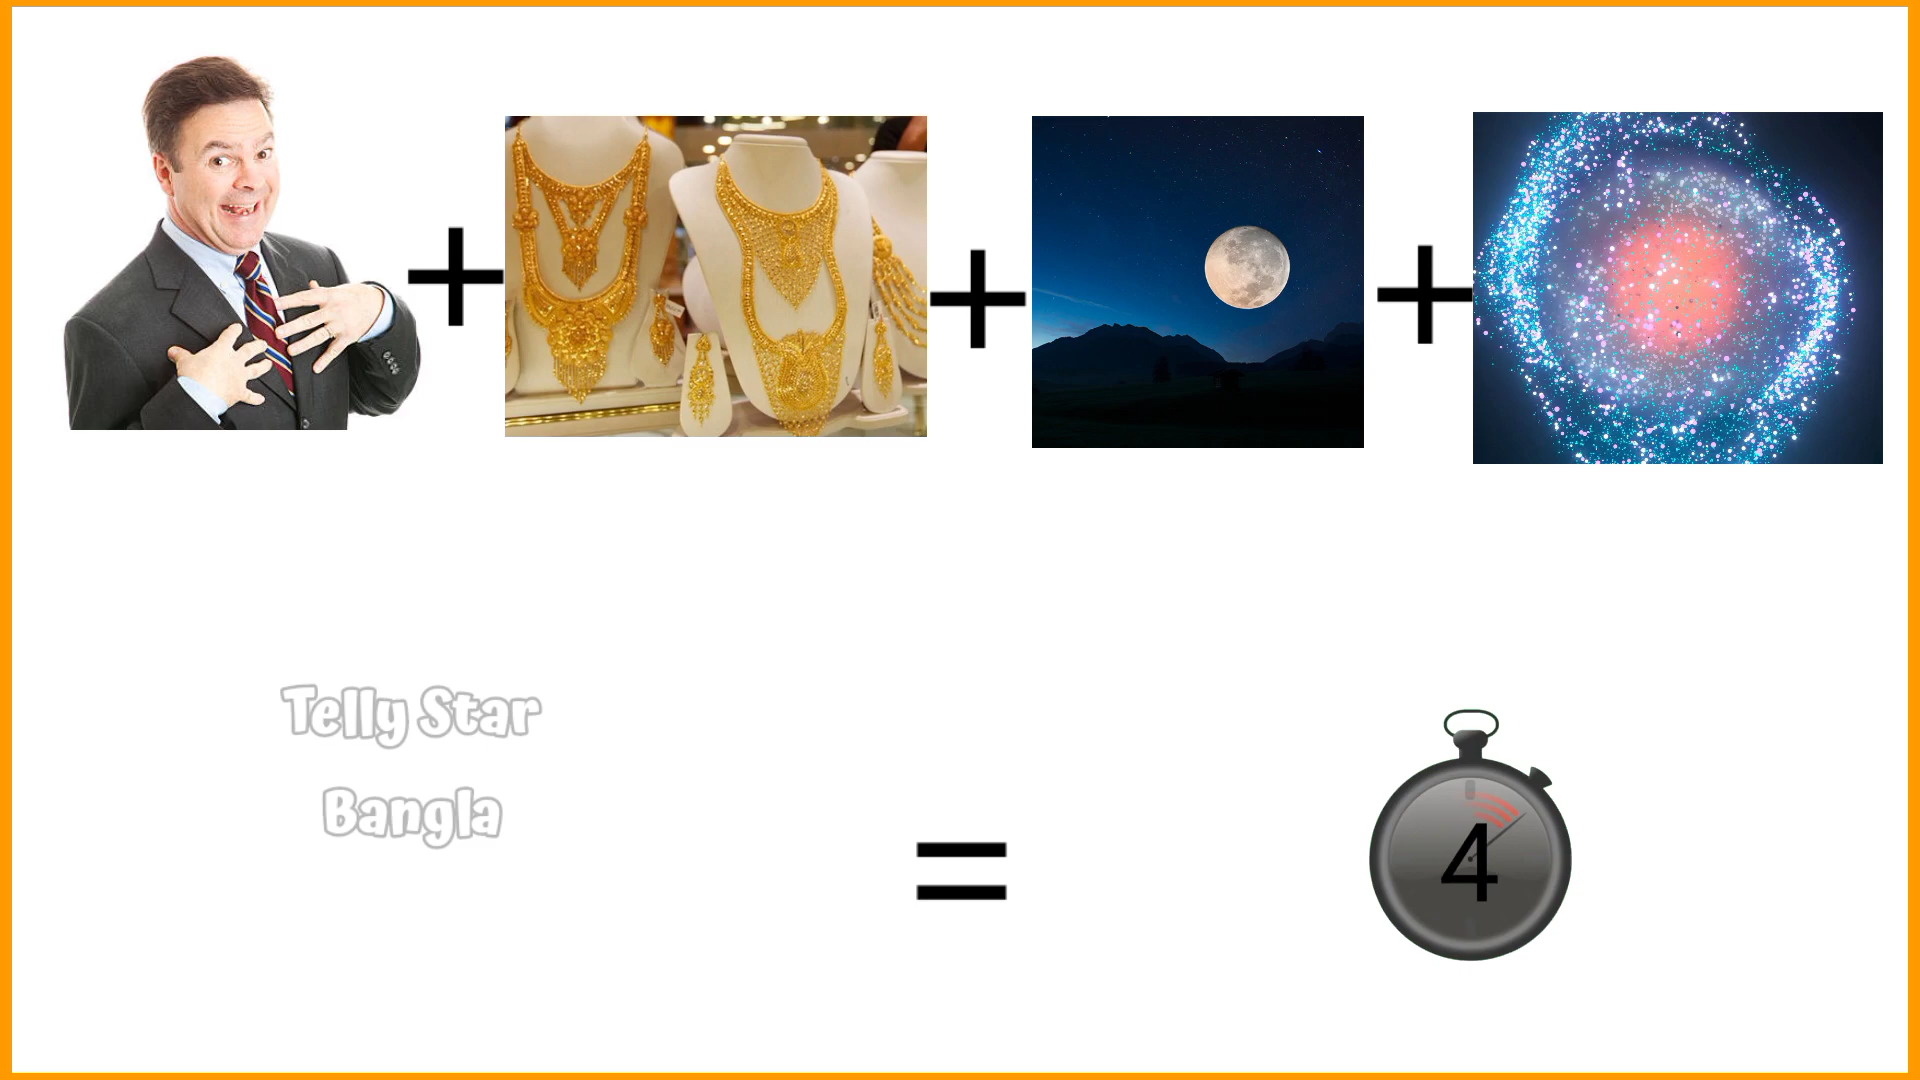 + + +
Telly Star
Bangla
=
4